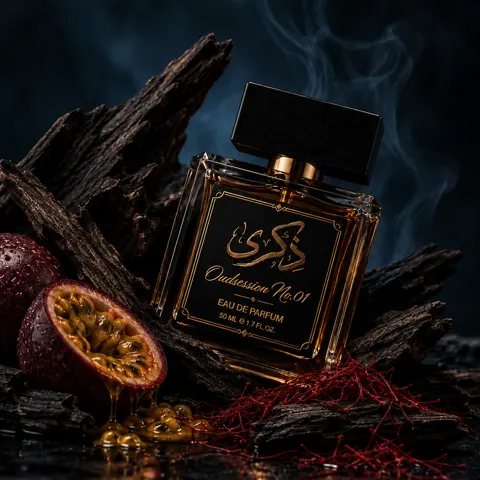 ذكرى
Oudsession No.01
EAU DE PARFUM
50 ML ℮ 1.7 FL.OZ.